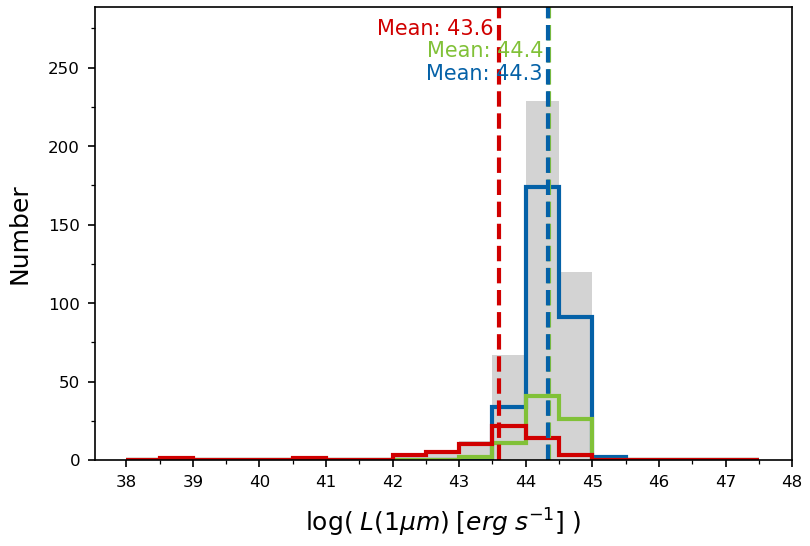 Mean: 43.6
Mean: 44.4
Mean: 44.3
Number
250
200
150
100
50
0
38 39 40 41 42 43 44 45 46 47 48
log( L(1μm) [erg s⁻¹] )